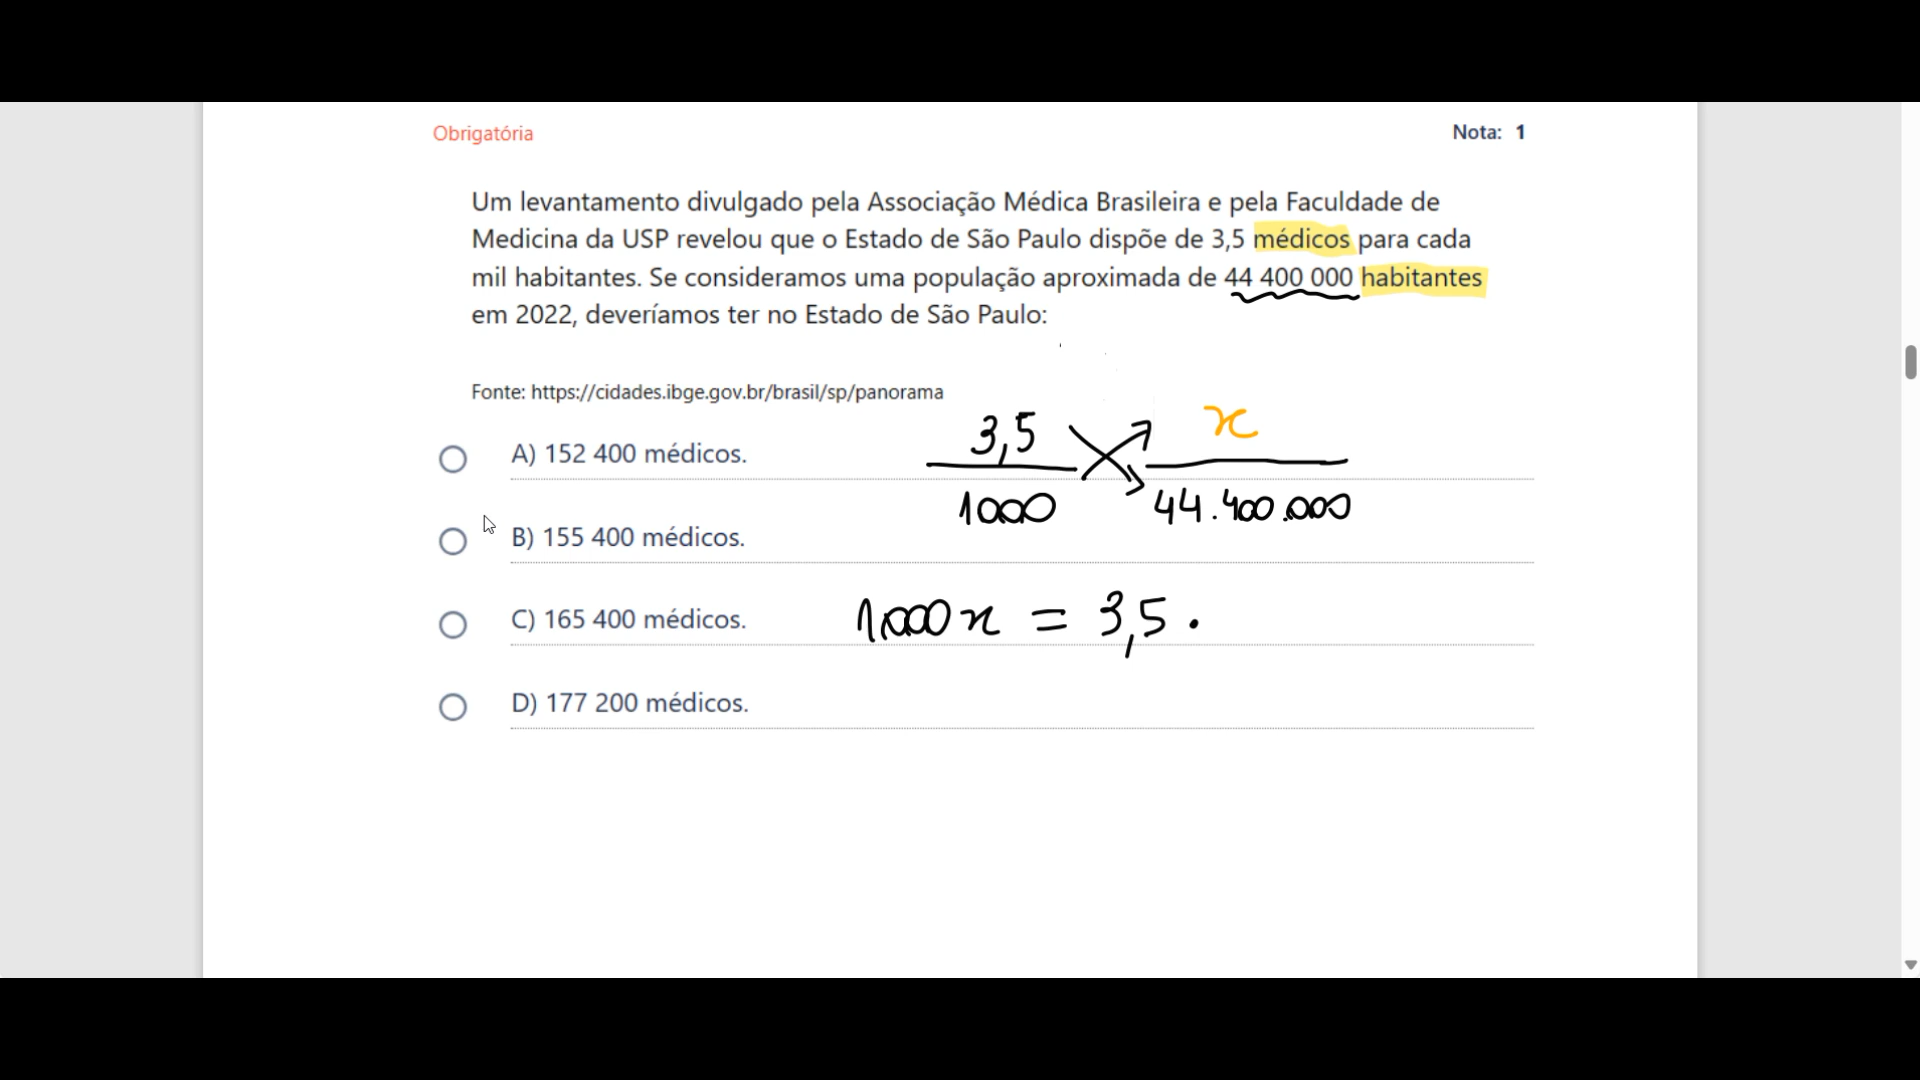 Obrigatória
Nota: 1
Um levantamento divulgado pela Associação Médica Brasileira e pela Faculdade de
Medicina da USP revelou que o Estado de São Paulo dispõe de 3,5 médicos para cada
mil habitantes. Se consideramos uma população aproximada de 44 400 000 habitantes
em 2022, deveríamos ter no Estado de São Paulo:
Fonte: https://cidades.ibge.gov.br/brasil/sp/panorama
3,5
x
1000
44.400.000
A) 152 400 médicos.
B) 155 400 médicos.
C) 165 400 médicos.
1.000x = 3,5 .
D) 177 200 médicos.